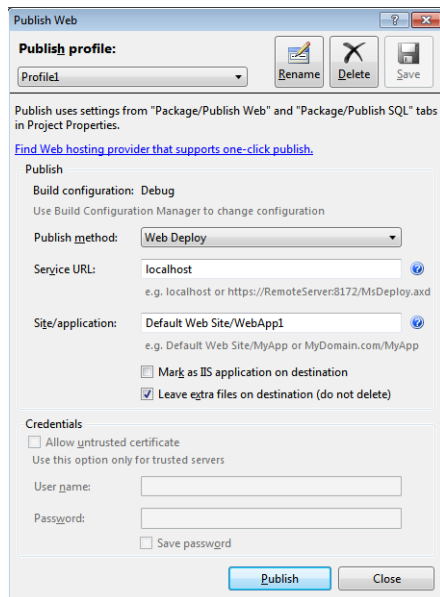 Publish Web
Publish profile:
Profile1
Rename
Delete
Save
Publish uses settings from "Package/Publish Web" and "Package/Publish SQL" tabs
in Project Properties.
Find Web hosting provider that supports one-click publish.
Publish
Build configuration: Debug
Use Build Configuration Manager to change configuration
Publish method: Web Deploy
Service URL: localhost
e.g. localhost or https://RemoteServer:8172/MsDeploy.axd
Site/application: Default Web Site/WebApp1
e.g. Default Web Site/MyApp or MyDomain.com/MyApp
Mark as IIS application on destination
Leave extra files on destination (do not delete)
Credentials
Allow untrusted certificate
Use this option only for trusted servers
User name:
Password:
Save password
Publish
Close